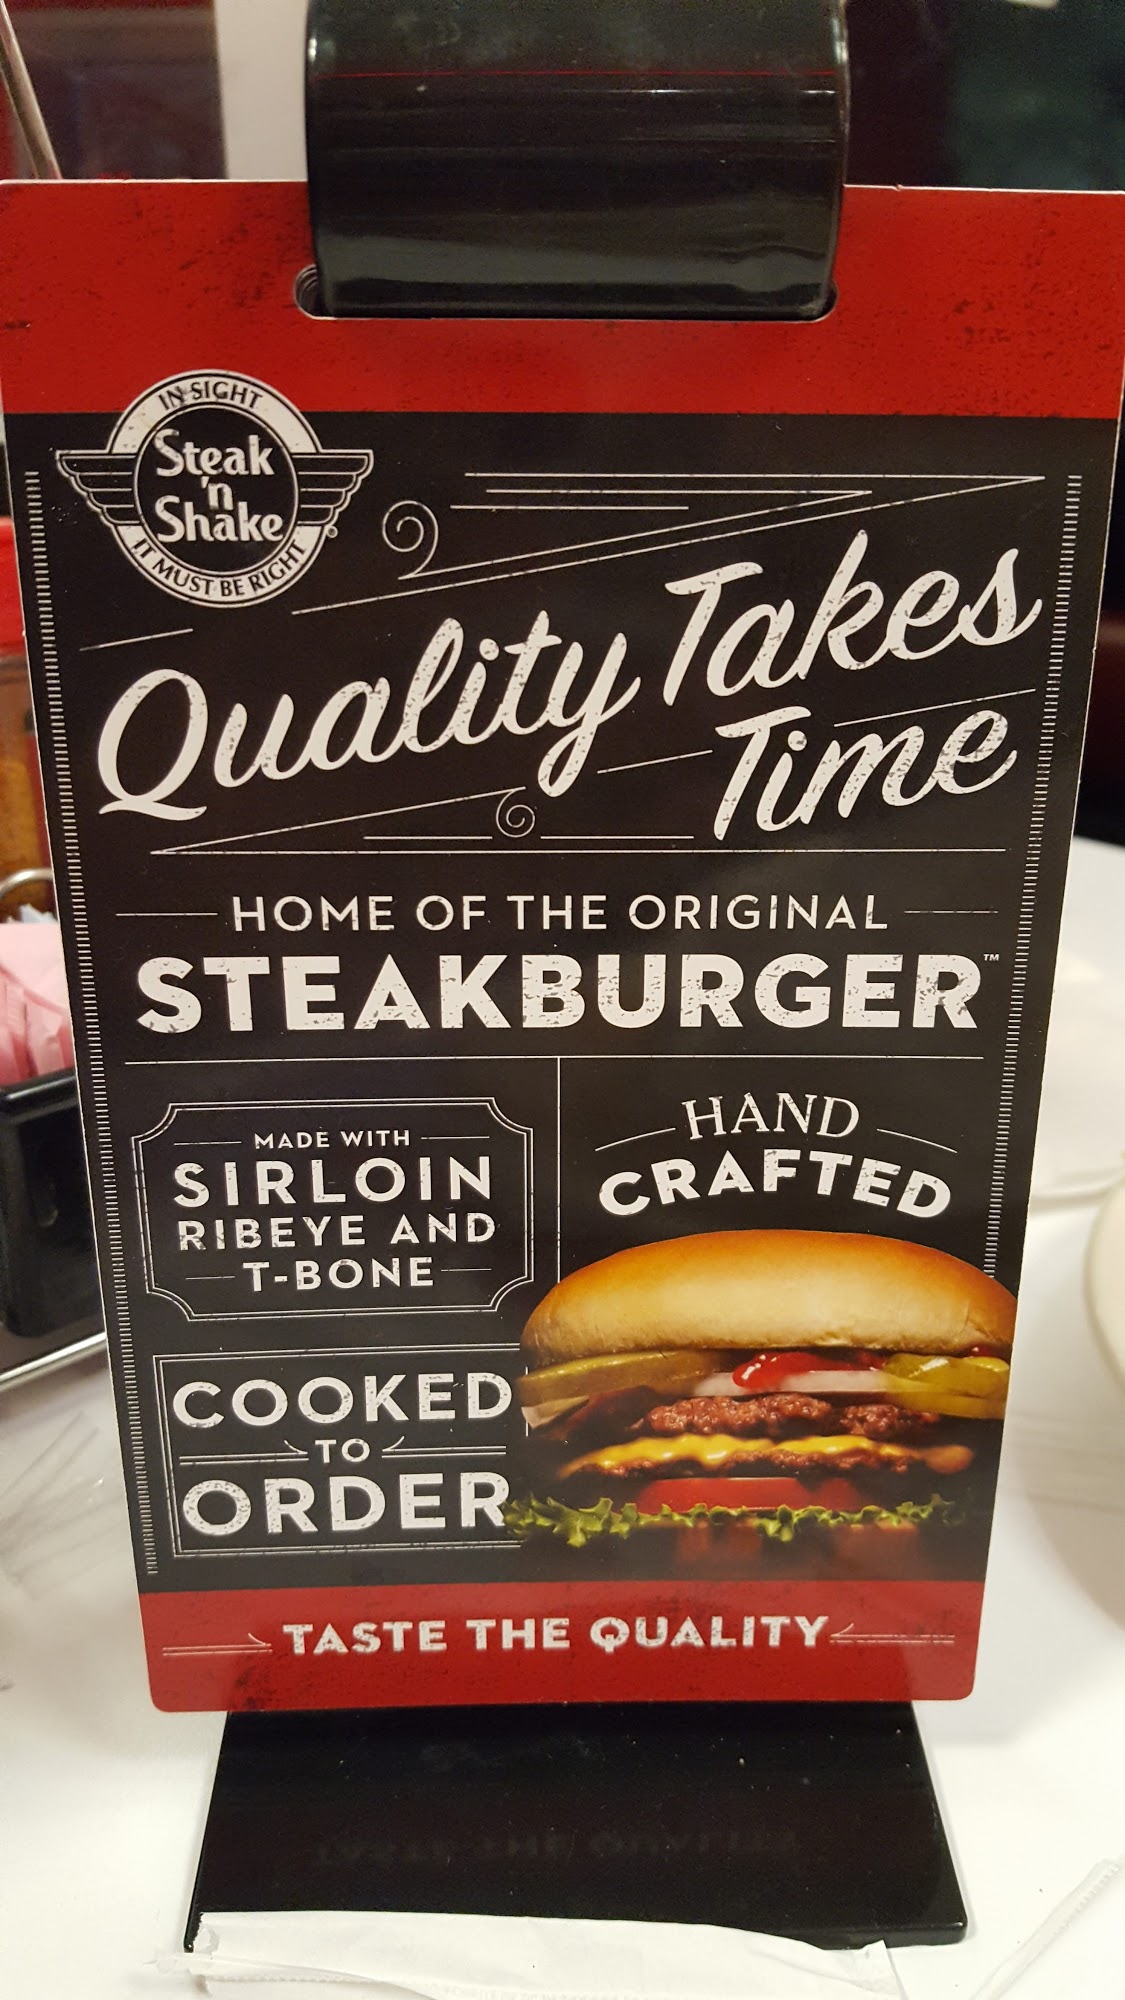 IN SIGHT
Steak
'n
Shake®
IT MUST BE RIGHT
Quality Takes
Time
HOME OF THE ORIGINAL
STEAKBURGER™
MADE WITH
SIRLOIN
RIBEYE AND
T-BONE
HAND
CRAFTED
COOKED
TO
ORDER
TASTE THE QUALITY